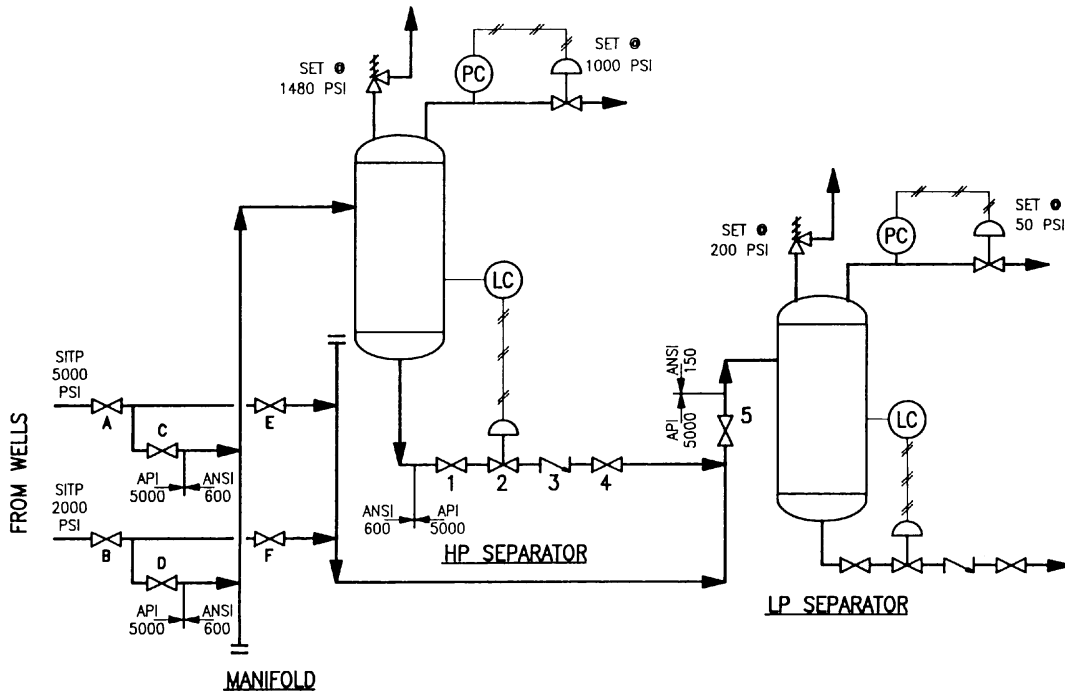 SET @
1480 PSI
PC
SET @
1000 PSI
LC
SET @
200 PSI
PC
SET @
50 PSI
LC
FROM WELLS
SITP
5000
PSI
A
C
E
API
5000
ANSI
600
SITP
2000
PSI
B
D
F
API
5000
ANSI
600
ANSI
600
API
5000
1
2
3
4
5
ANSI
150
API
5000
HP SEPARATOR
LP SEPARATOR
MANIFOLD